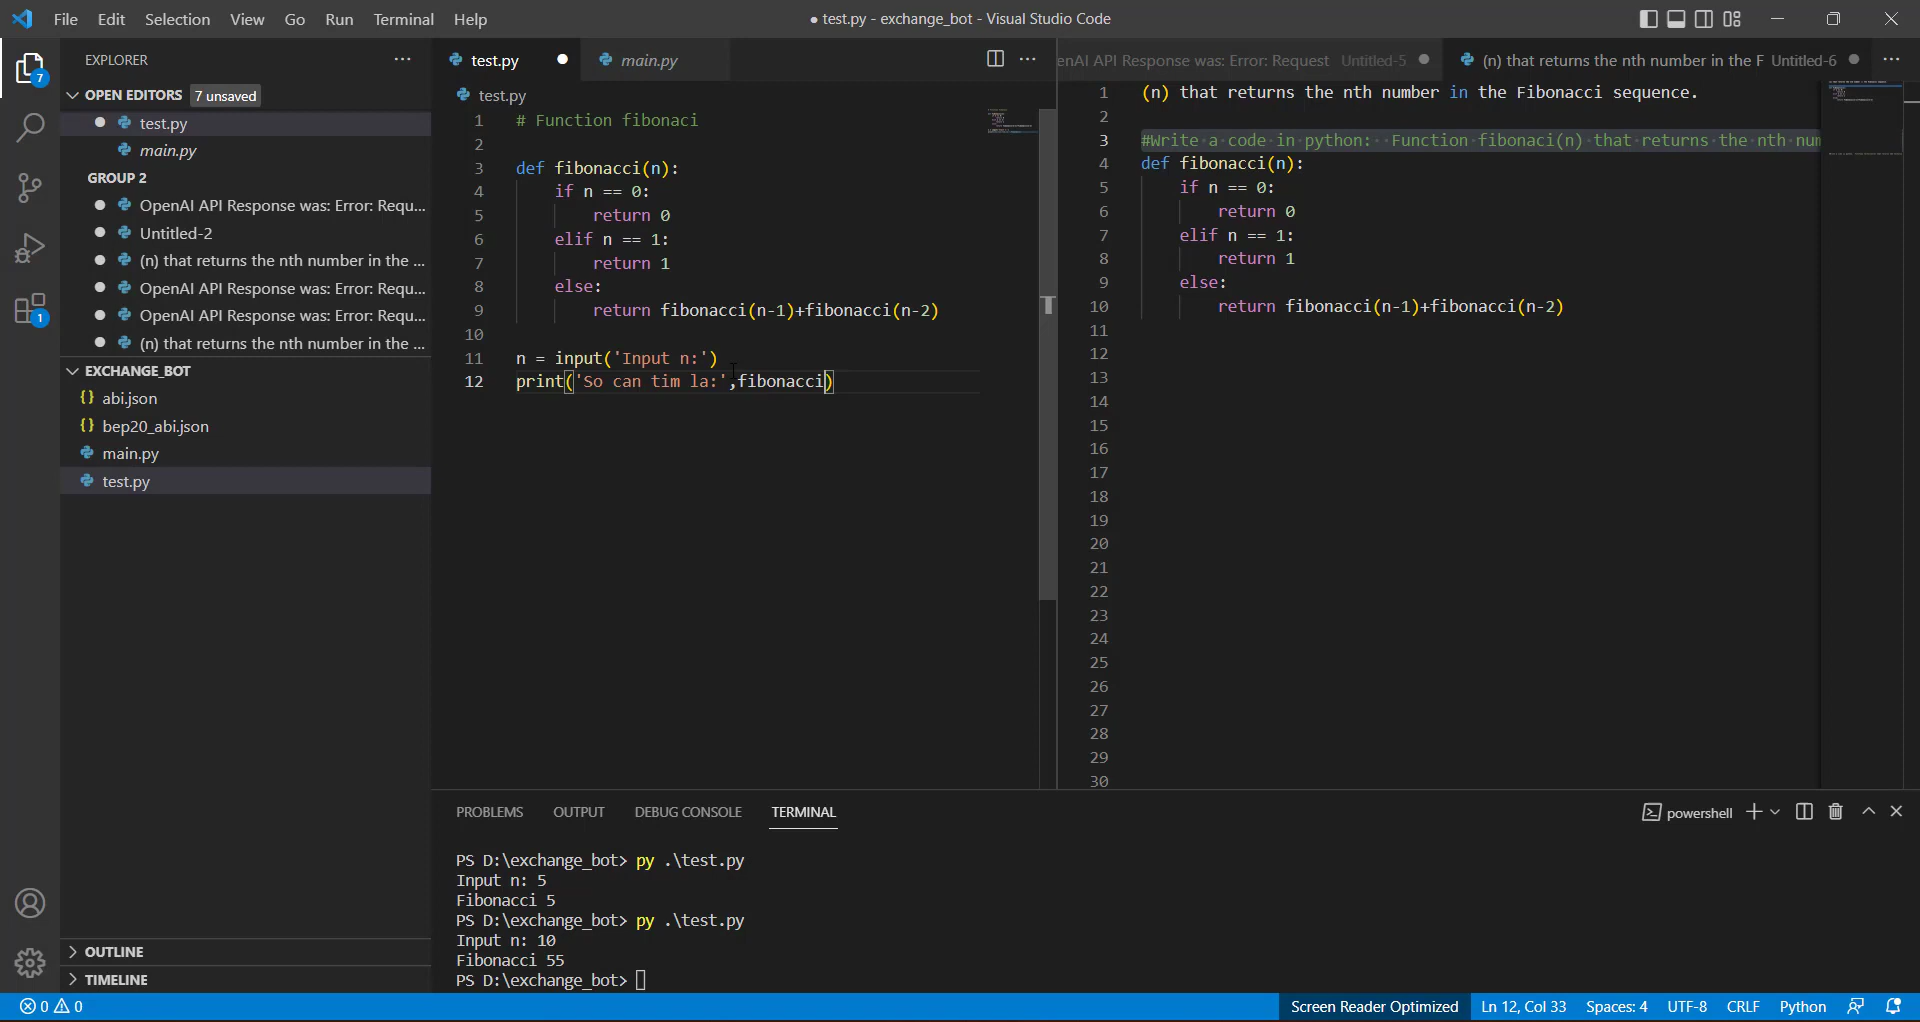 File Edit Selection View Go Run Terminal Help
● test.py - exchange_bot - Visual Studio Code
EXPLORER
7
OPEN EDITORS 7 unsaved
test.py
main.py
GROUP 2
OpenAI API Response was: Error: Requ...
Untitled-2
(n) that returns the nth number in the ...
OpenAI API Response was: Error: Requ...
OpenAI API Response was: Error: Requ...
(n) that returns the nth number in the ...
1
EXCHANGE_BOT
{} abi.json
{} bep20_abi.json
main.py
test.py
OUTLINE
TIMELINE
test.py main.py
test.py
1 # Function fibonaci
2
3 def fibonacci(n):
4 if n == 0:
5 return 0
6 elif n == 1:
7 return 1
8 else:
9 return fibonacci(n-1)+fibonacci(n-2)
10
11 n = input('Input n:')
12 print('So can tim la:',fibonacci)
enAI API Response was: Error: Request Untitled-5 (n) that returns the nth number in the F Untitled-6
1 (n) that returns the nth number in the Fibonacci sequence.
2
3 #Write·a·code·in·python:··Function·fibonaci(n)·that·returns·the·nth·num
4 def fibonacci(n):
5 if n == 0:
6 return 0
7 elif n == 1:
8 return 1
9 else:
10 return fibonacci(n-1)+fibonacci(n-2)
11
12
13
14
15
16
17
18
19
20
21
22
23
24
25
26
27
28
29
30
PROBLEMS OUTPUT DEBUG CONSOLE TERMINAL
powershell
PS D:\exchange_bot> py .\test.py
Input n: 5
Fibonacci 5
PS D:\exchange_bot> py .\test.py
Input n: 10
Fibonacci 55
PS D:\exchange_bot>
0 0
Screen Reader Optimized Ln 12, Col 33 Spaces: 4 UTF-8 CRLF Python